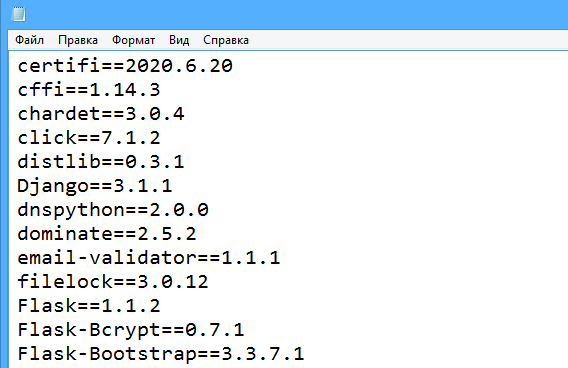 Файл Правка Формат Вид Справка
certifi==2020.6.20
cffi==1.14.3
chardet==3.0.4
click==7.1.2
distlib==0.3.1
Django==3.1.1
dnspython==2.0.0
dominate==2.5.2
email-validator==1.1.1
filelock==3.0.12
Flask==1.1.2
Flask-Bcrypt==0.7.1
Flask-Bootstrap==3.3.7.1